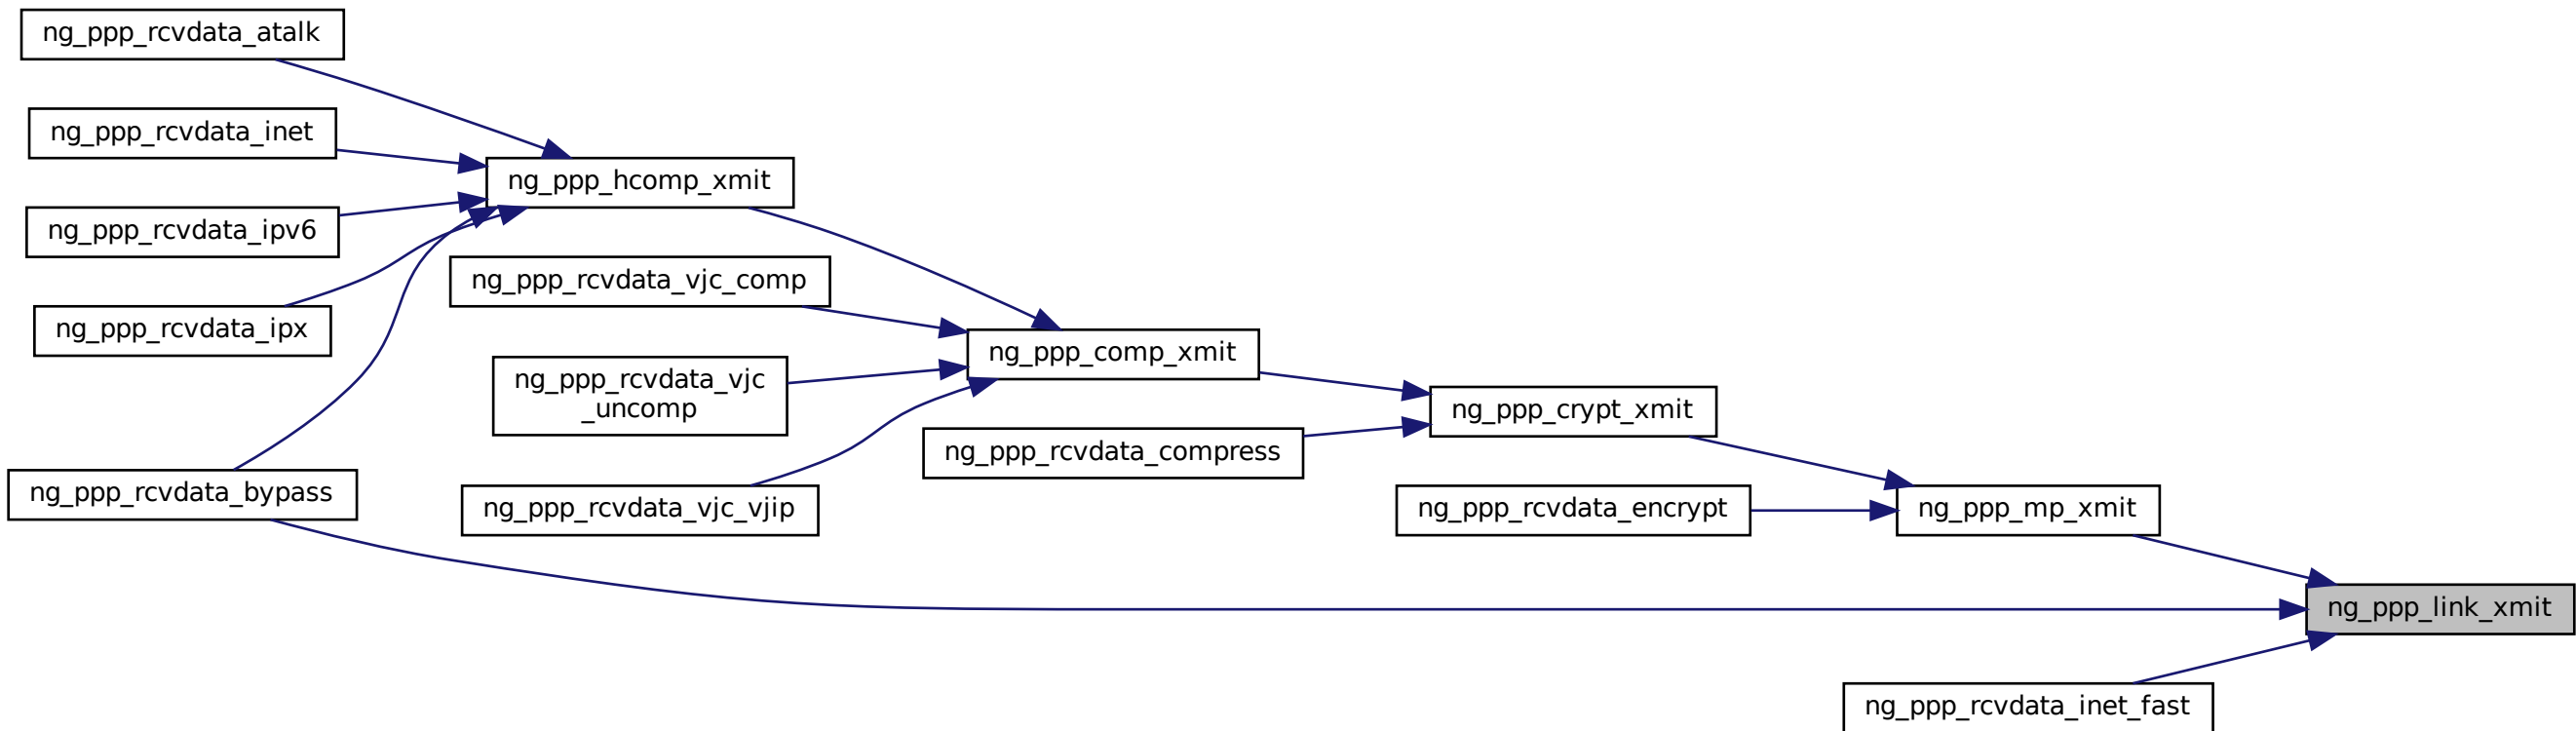 ng_ppp_rcvdata_atalk
ng_ppp_rcvdata_inet
ng_ppp_hcomp_xmit
ng_ppp_rcvdata_ipv6
ng_ppp_rcvdata_vjc_comp
ng_ppp_rcvdata_ipx
ng_ppp_comp_xmit
ng_ppp_rcvdata_vjc
_uncomp
ng_ppp_crypt_xmit
ng_ppp_rcvdata_compress
ng_ppp_rcvdata_bypass
ng_ppp_rcvdata_vjc_vjip
ng_ppp_rcvdata_encrypt
ng_ppp_mp_xmit
ng_ppp_link_xmit
ng_ppp_rcvdata_inet_fast